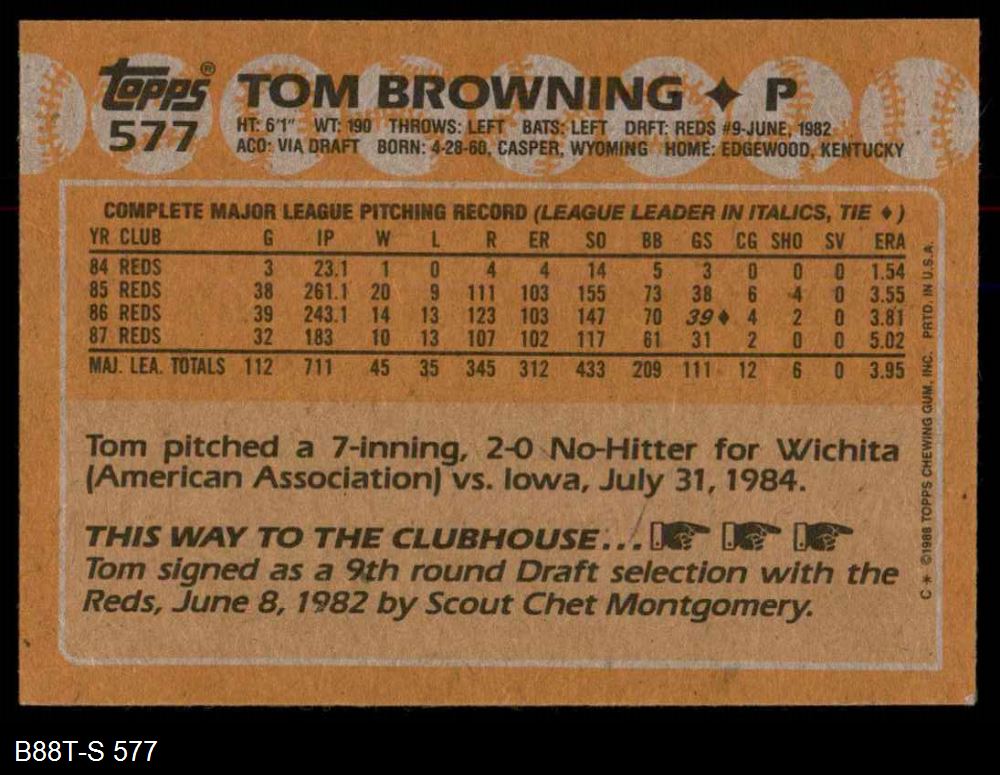 Topps® TOM BROWNING ♦ P
577 HT: 6'1" WT: 190 THROWS: LEFT BATS: LEFT DRFT: REDS #9-JUNE, 1982
ACQ: VIA DRAFT BORN: 4-28-60, CASPER, WYOMING HOME: EDGEWOOD, KENTUCKY
COMPLETE MAJOR LEAGUE PITCHING RECORD (LEAGUE LEADER IN ITALICS, TIE ♦)
YR CLUB G IP W L R ER SO BB GS CG SHO SV ERA
84 REDS 3 23.1 1 0 4 4 14 5 3 0 0 0 1.54
85 REDS 38 261.1 20 9 111 103 155 73 38 6 4 0 3.55
86 REDS 39 243.1 14 13 123 103 147 70 39♦ 4 2 0 3.81
87 REDS 32 183 10 13 107 102 117 61 31 2 0 0 5.02
MAJ. LEA. TOTALS 112 711 45 35 345 312 433 209 111 12 6 0 3.95
Tom pitched a 7-inning, 2-0 No-Hitter for Wichita
(American Association) vs. Iowa, July 31, 1984.
THIS WAY TO THE CLUBHOUSE...
Tom signed as a 9th round Draft selection with the
Reds, June 8, 1982 by Scout Chet Montgomery.
C* ©1988 TOPPS CHEWING GUM, INC. PRTD. IN U.S.A.
B88T-S 577